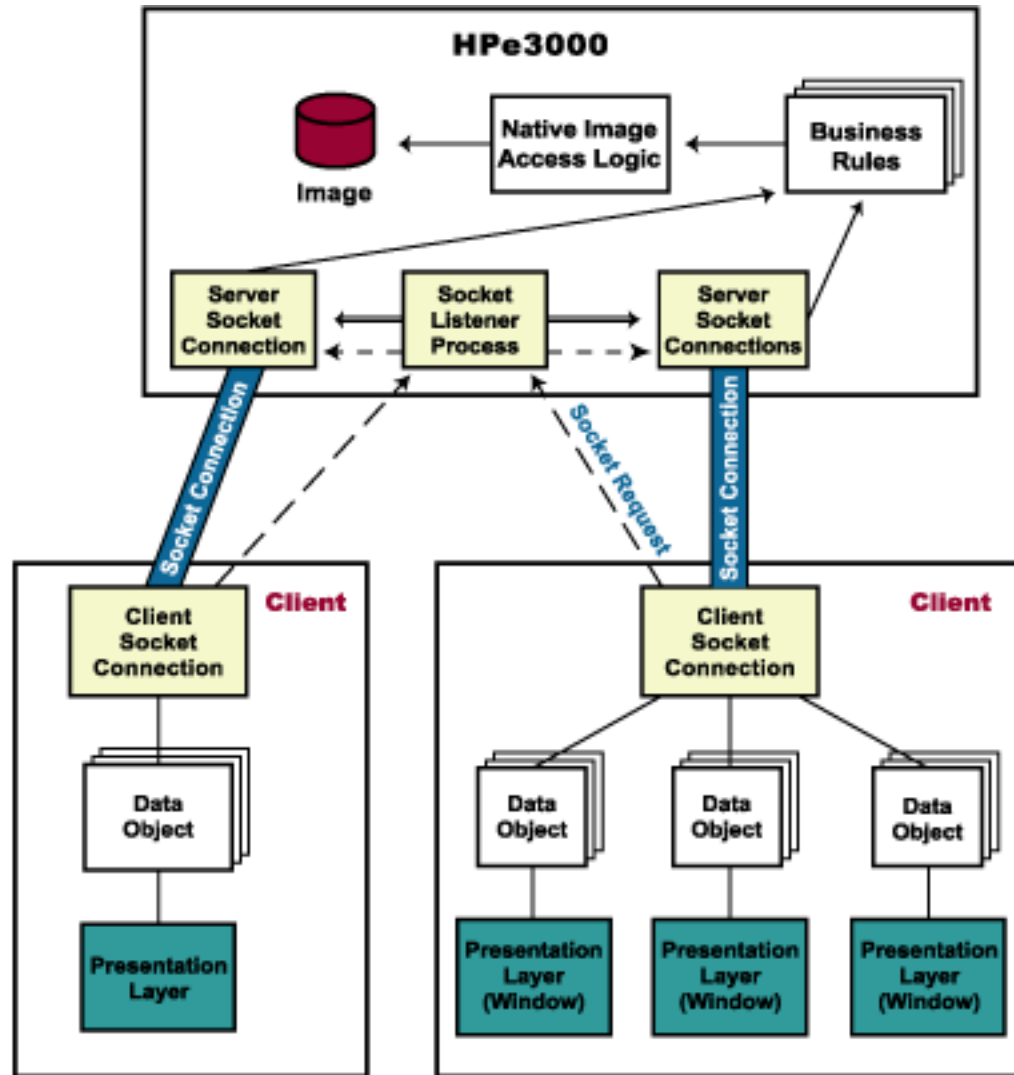 HPe3000
Native Image
Access Logic
Business
Rules
Image
Server
Socket
Connection
Socket
Listener
Process
Server
Socket
Connections
Socket Connection
Socket Request
Socket Connection
Client
Client
Socket
Connection
Data
Object
Presentation
Layer
Client
Client
Socket
Connection
Data
Object
Data
Object
Data
Object
Presentation
Layer
(Window)
Presentation
Layer
(Window)
Presentation
Layer
(Window)